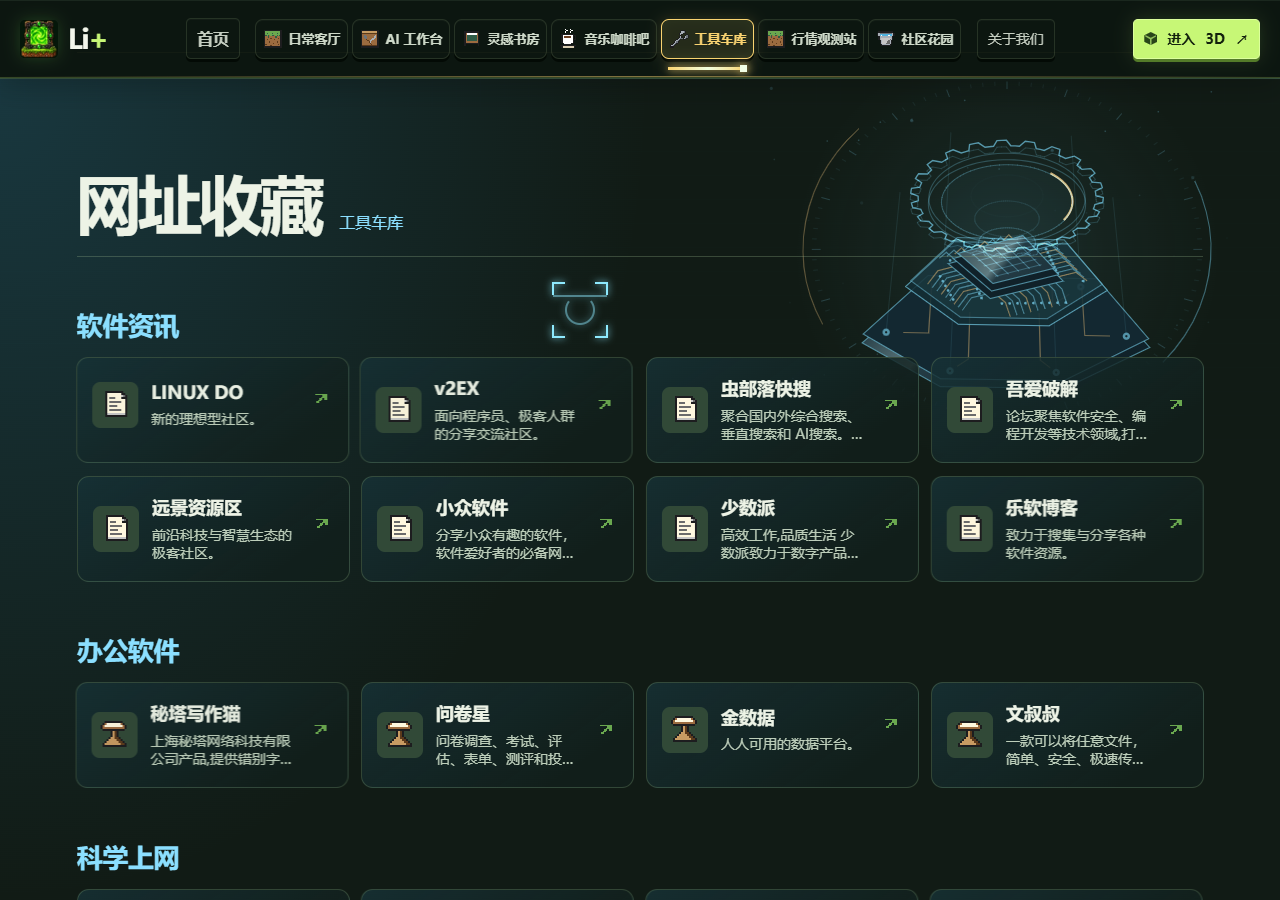 Li+
首页
日常客厅
AI 工作台
灵感书房
音乐咖啡吧
工具车库
行情观测站
社区花园
关于我们
进入 3D ↗
网址收藏
工具车库
软件资讯
LINUX DO
新的理想型社区。
v2EX
面向程序员、极客人群
的分享交流社区。
虫部落快搜
聚合国内外综合搜索、
垂直搜索和 AI搜索。...
吾爱破解
论坛聚焦软件安全、编
程开发等技术领域,打...
远景资源区
前沿科技与智慧生态的
极客社区。
小众软件
分享小众有趣的软件，
软件爱好者的必备网...
少数派
高效工作,品质生活 少
数派致力于数字产品...
乐软博客
致力于搜集与分享各种
软件资源。
办公软件
秘塔写作猫
上海秘塔网络科技有限
公司产品,提供错别字...
问卷星
问卷调查、考试、评
估、表单、测评和投...
金数据
人人可用的数据平台。
文叔叔
一款可以将任意文件，
简单、安全、极速传...
科学上网